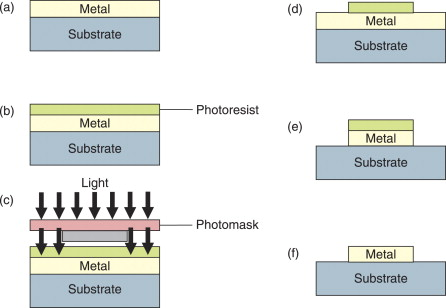 (a)
Metal
Substrate
(b)
Photoresist
Metal
Substrate
(c)
Light
Photomask
Metal
Substrate
(d)
Metal
Substrate
(e)
Metal
Substrate
(f)
Metal
Substrate